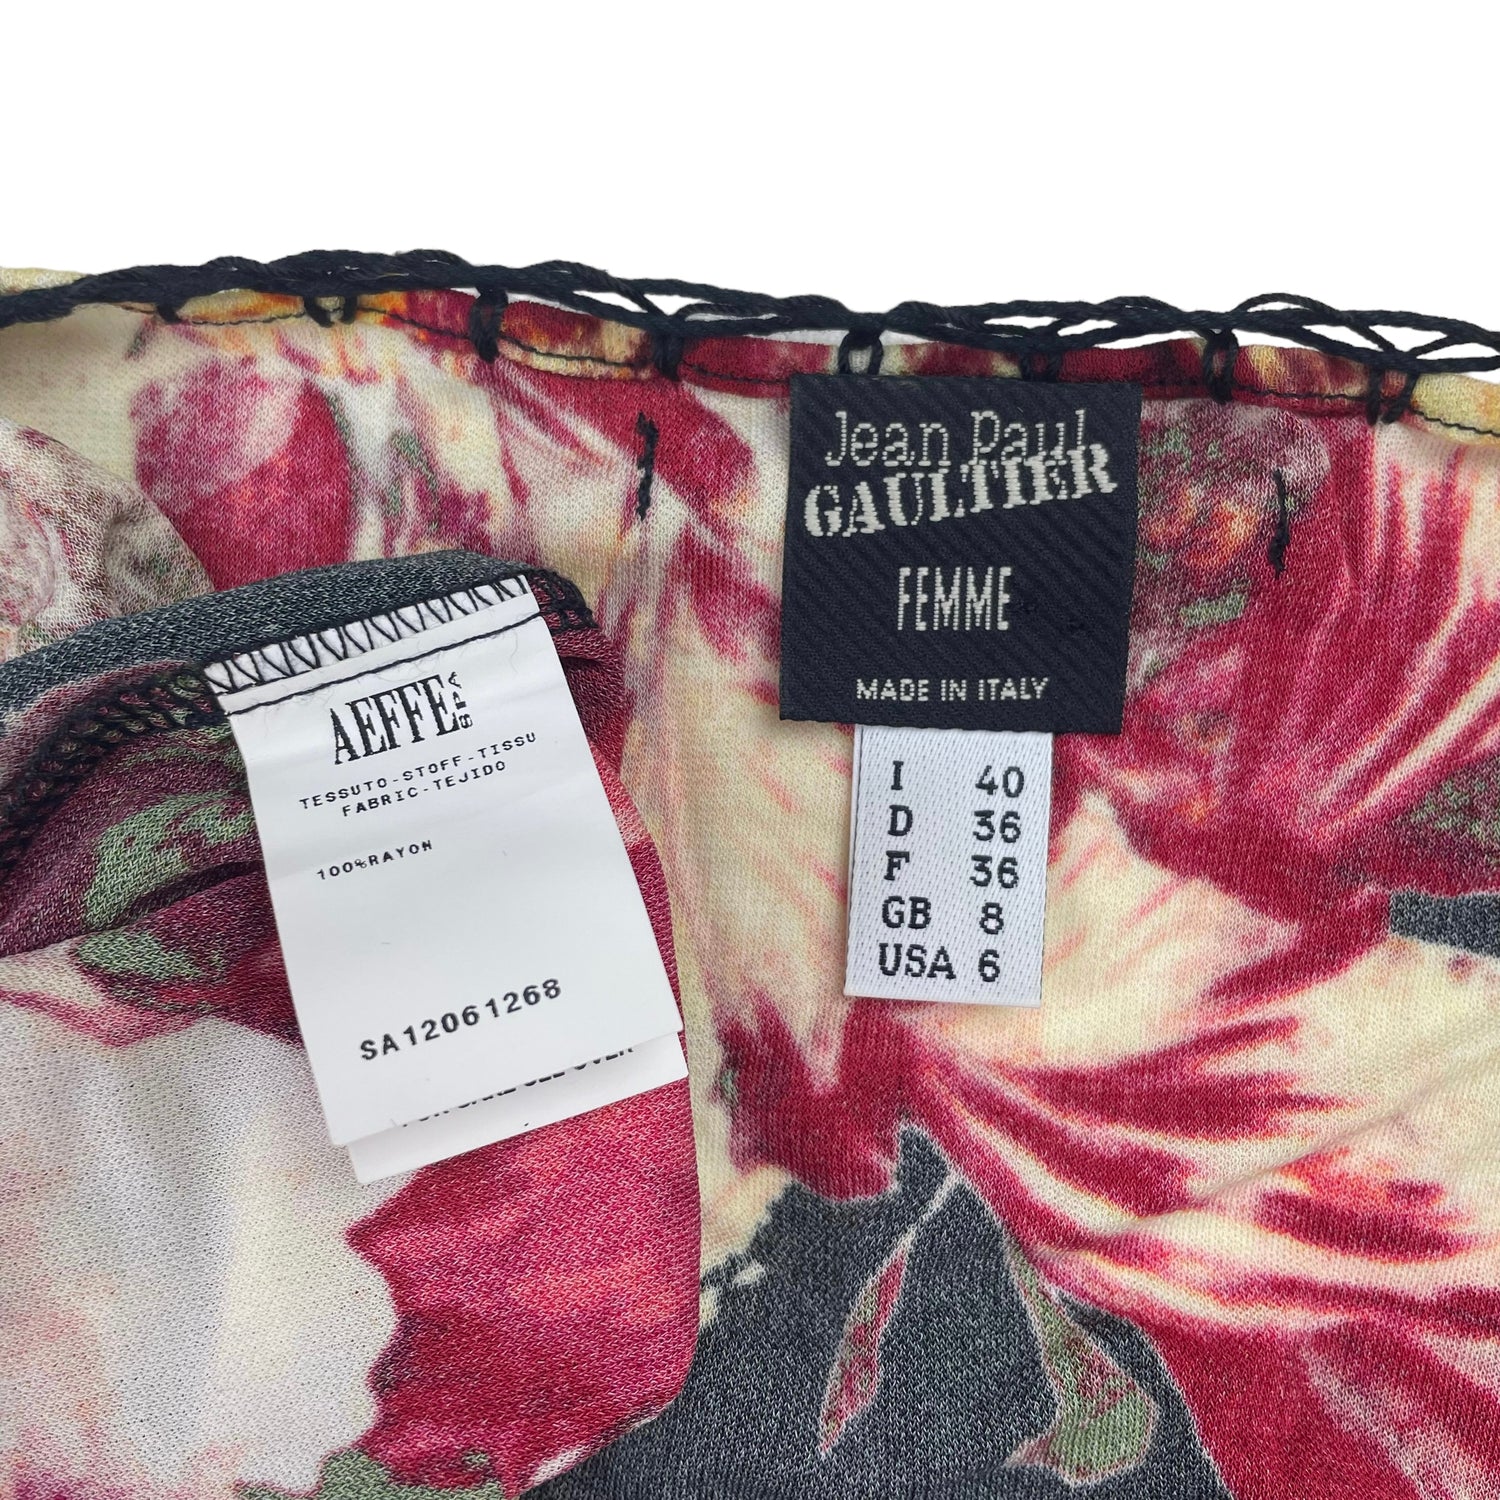 Jean Paul
GAULTIER
FEMME
MADE IN ITALY
I 40
D 36
F 36
GB 8
USA 6
AEFFE SPA
TESSUTO-STOFF-TISSU
FABRIC-TEJIDO
100%RAYON
SA12061268